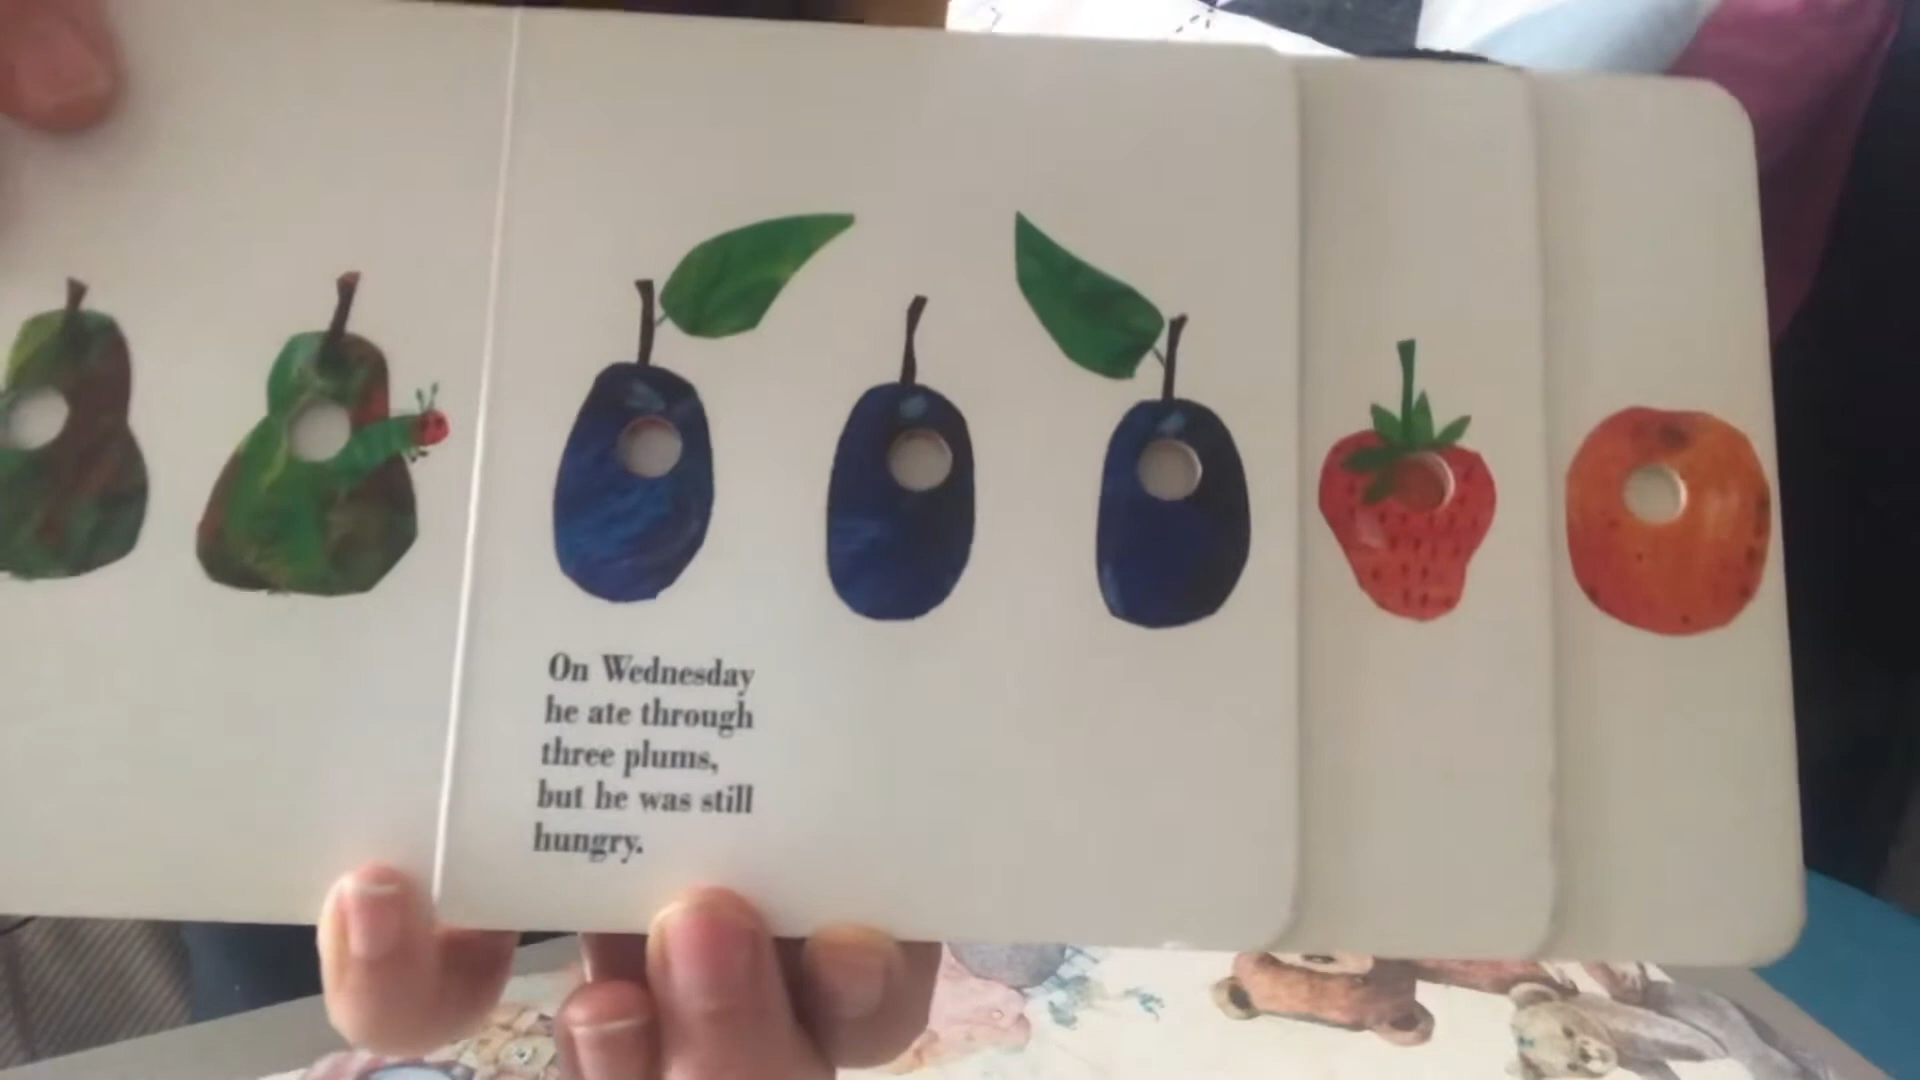 On Wednesday
he ate through
three plums,
but he was still
hungry.